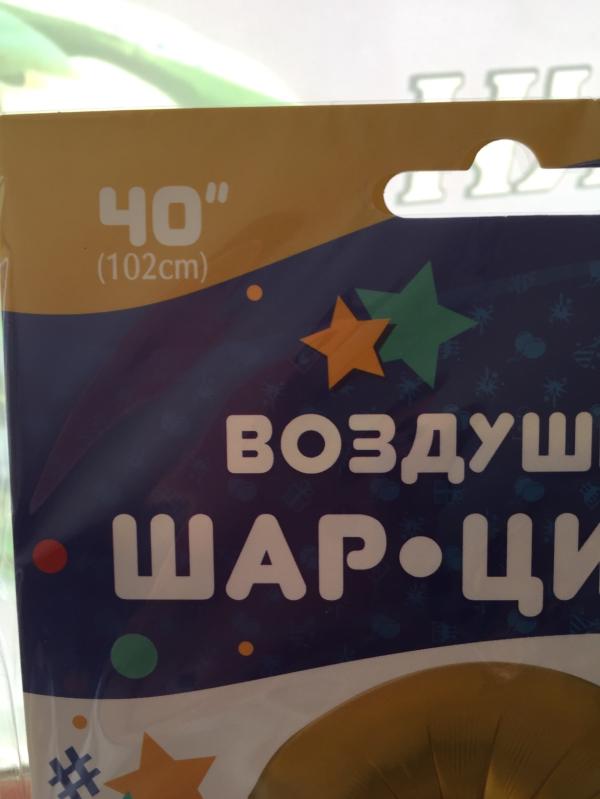 40"
(102cm)
ВОЗДУШ
ШАР•ЦИ
#